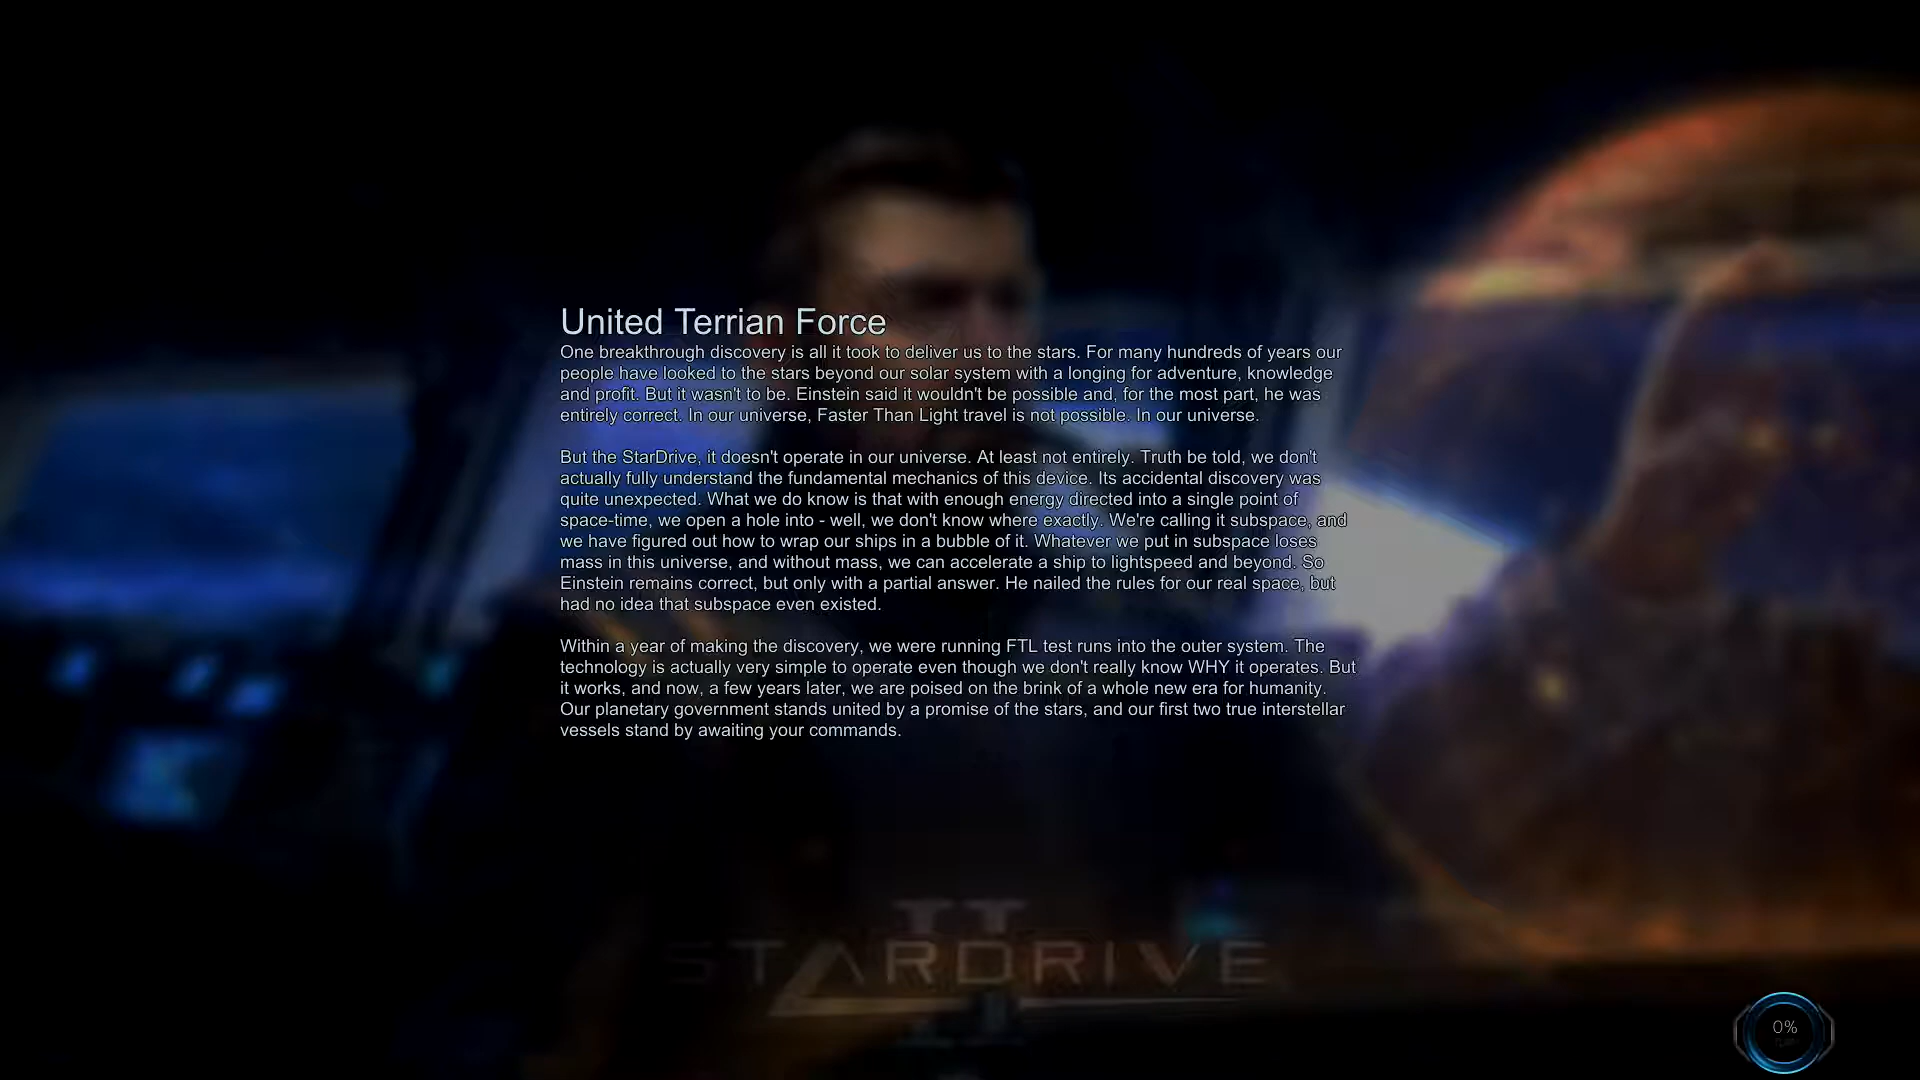 United Terrian Force
One breakthrough discovery is all it took to deliver us to the stars. For many hundreds of years our
people have looked to the stars beyond our solar system with a longing for adventure, knowledge
and profit. But it wasn't to be. Einstein said it wouldn't be possible and, for the most part, he was
entirely correct. In our universe, Faster Than Light travel is not possible. In our universe.
But the StarDrive, it doesn't operate in our universe. At least not entirely. Truth be told, we don't
actually fully understand the fundamental mechanics of this device. Its accidental discovery was
quite unexpected. What we do know is that with enough energy directed into a single point of
space-time, we open a hole into - well, we don't know where exactly. We're calling it subspace, and
we have figured out how to wrap our ships in a bubble of it. Whatever we put in subspace loses
mass in this universe, and without mass, we can accelerate a ship to lightspeed and beyond. So
Einstein remains correct, but only with a partial answer. He nailed the rules for our real space, but
had no idea that subspace even existed.
Within a year of making the discovery, we were running FTL test runs into the outer system. The
technology is actually very simple to operate even though we don't really know WHY it operates. But
it works, and now, a few years later, we are poised on the brink of a whole new era for humanity.
Our planetary government stands united by a promise of the stars, and our first two true interstellar
vessels stand by awaiting your commands.
II
STARDRIVE
0%